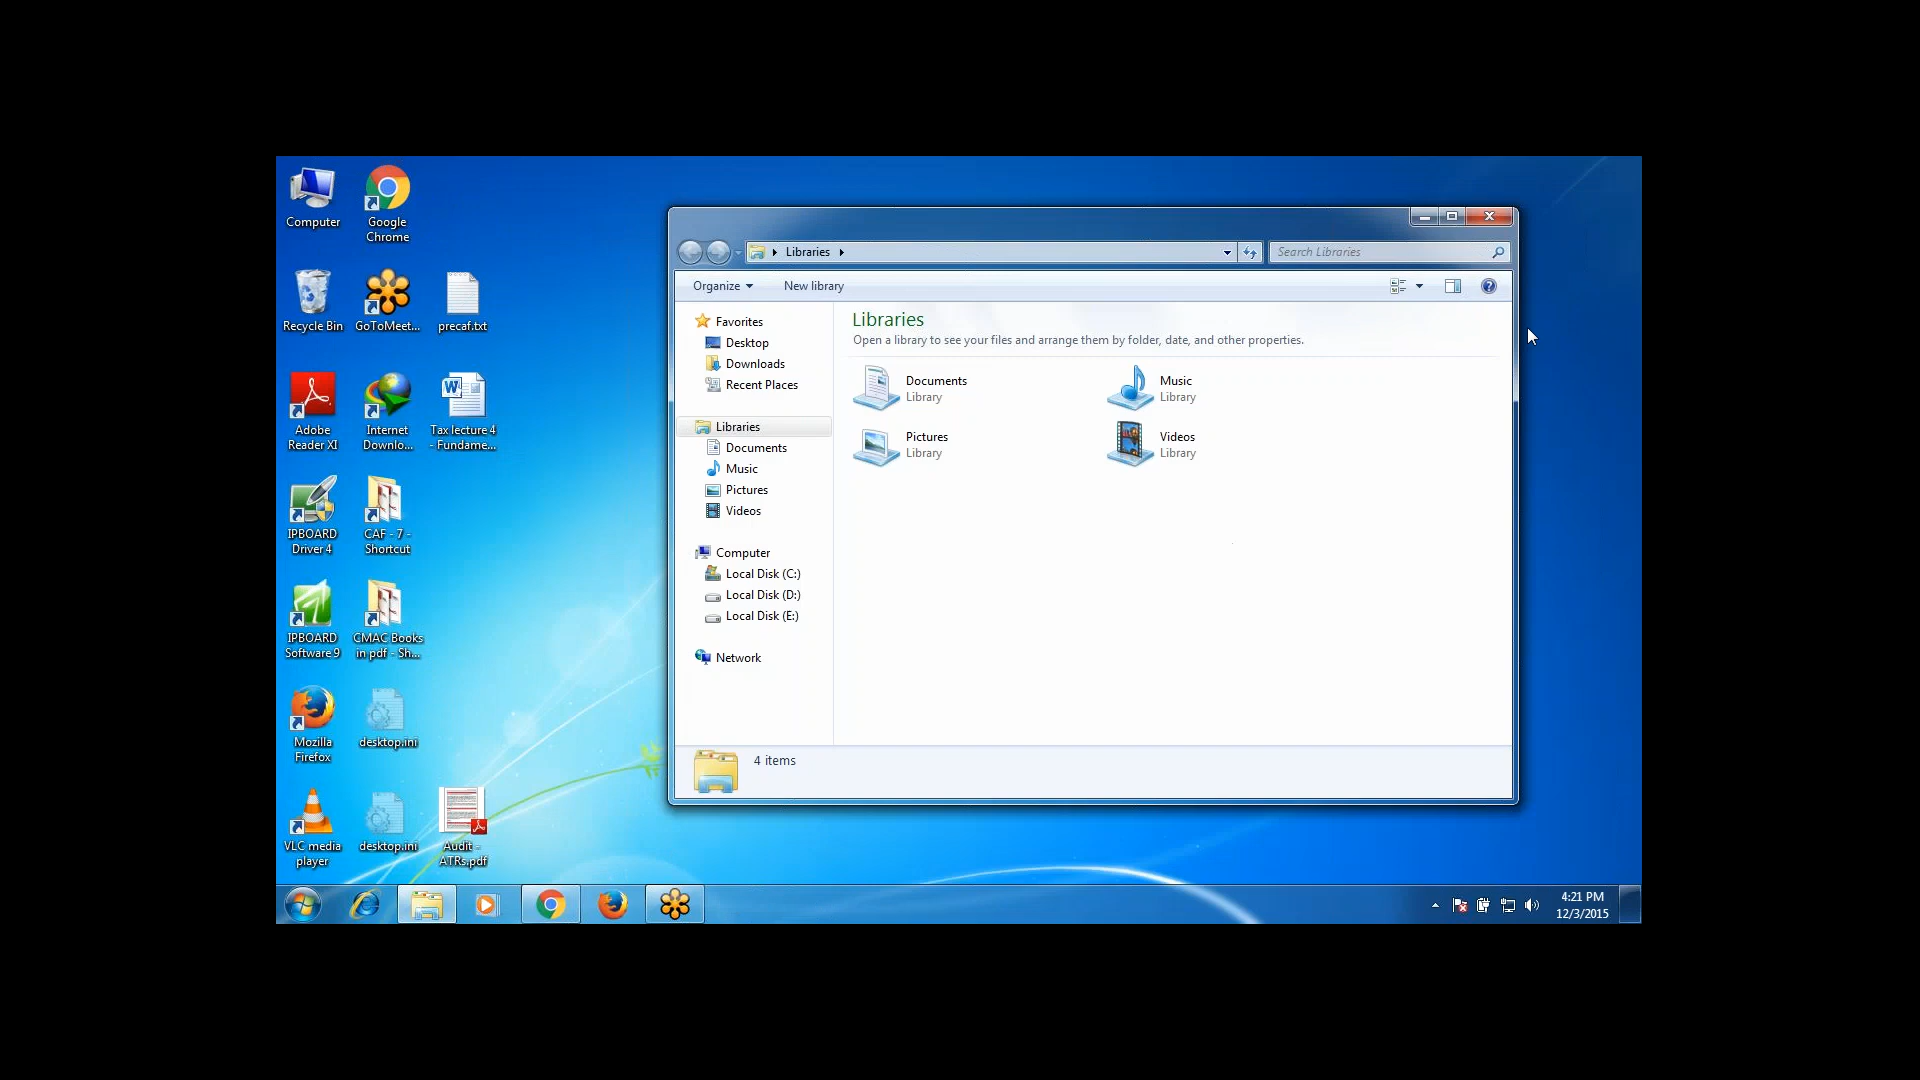 Computer
Google
Chrome
Recycle Bin
GoToMeet...
precaf.txt
Adobe
Reader XI
Internet
Downlo...
Tax lecture 4
- Fundame...
IPBOARD
Driver 4
CAF - 7 -
Shortcut
IPBOARD
Software 9
CMAC Books
in pdf - Sh...
Mozilla
Firefox
desktop.ini
VLC media
player
desktop.ini
Audit -
ATRs.pdf
Libraries
Search Libraries
Organize
New library
Favorites
Desktop
Downloads
Recent Places
Libraries
Documents
Music
Pictures
Videos
Computer
Local Disk (C:)
Local Disk (D:)
Local Disk (E:)
Network
Libraries
Open a library to see your files and arrange them by folder, date, and other properties.
Documents
Library
Music
Library
Pictures
Library
Videos
Library
4 items
4:21 PM
12/3/2015